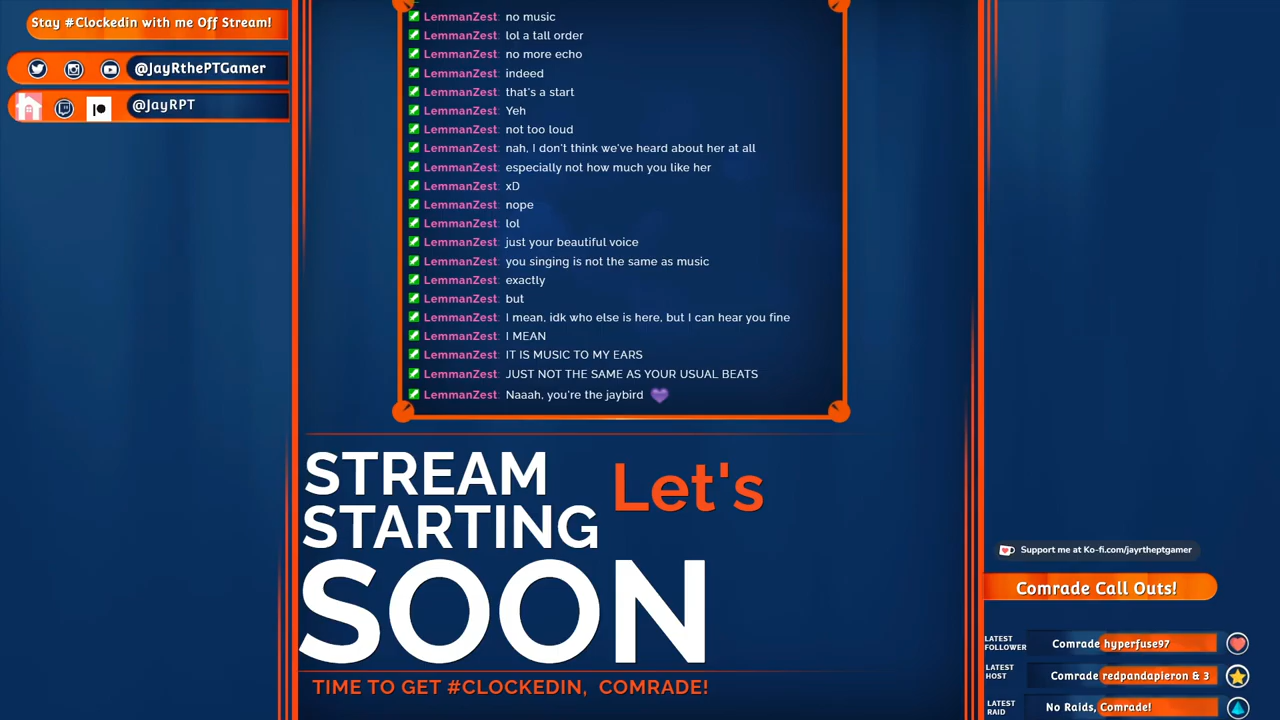 Stay #Clockedin with me Off Stream!
@JayRthePTGamer
@JayRPT
LemmanZest: no music
LemmanZest: lol a tall order
LemmanZest: no more echo
LemmanZest: indeed
LemmanZest: that's a start
LemmanZest: Yeh
LemmanZest: not too loud
LemmanZest: nah, I don't think we've heard about her at all
LemmanZest: especially not how much you like her
LemmanZest: xD
LemmanZest: nope
LemmanZest: lol
LemmanZest: just your beautiful voice
LemmanZest: you singing is not the same as music
LemmanZest: exactly
LemmanZest: but
LemmanZest: I mean, idk who else is here, but I can hear you fine
LemmanZest: I MEAN
LemmanZest: IT IS MUSIC TO MY EARS
LemmanZest: JUST NOT THE SAME AS YOUR USUAL BEATS
LemmanZest: Naaah, you're the jaybird
STREAM
STARTING
SOON
Let's
TIME TO GET #CLOCKEDIN, COMRADE!
Support me at Ko-fi.com/jayrtheptgamer
Comrade Call Outs!
LATEST
FOLLOWER
Comrade hyperfuse97
LATEST
HOST
Comrade redpandapieron & 3
LATEST
RAID
No Raids, Comrade!